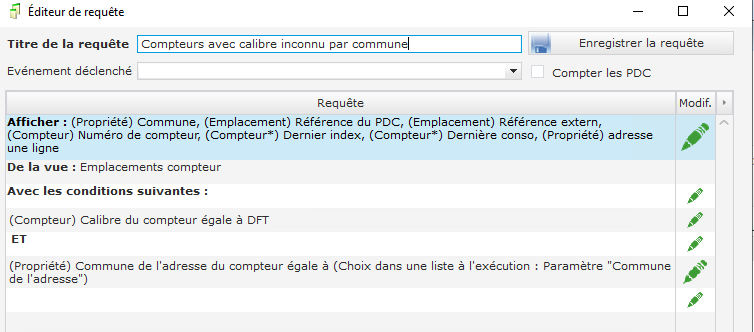 Éditeur de requête
Titre de la requête Compteurs avec calibre inconnu par commune Enregistrer la requête
Evénement déclenché Compter les PDC
Requête Modif.
Afficher : (Propriété) Commune, (Emplacement) Référence du PDC, (Emplacement) Référence extern,
(Compteur) Numéro de compteur, (Compteur*) Dernier index, (Compteur*) Dernière conso, (Propriété) adresse
une ligne
De la vue : Emplacements compteur
Avec les conditions suivantes :
(Compteur) Calibre du compteur égale à DFT
ET
(Propriété) Commune de l'adresse du compteur égale à (Choix dans une liste à l'exécution : Paramètre "Commune
de l'adresse")